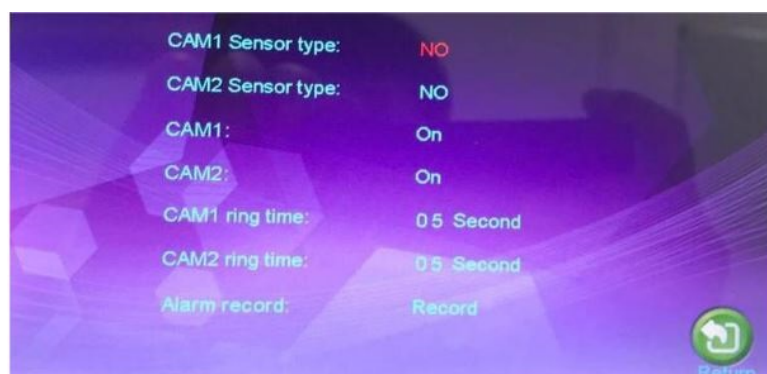 CAM1 Sensor type: NO
CAM2 Sensor type: NO
CAM1: On
CAM2: On
CAM1 ring time: 05 Second
CAM2 ring time: 05 Second
Alarm record: Record
Return